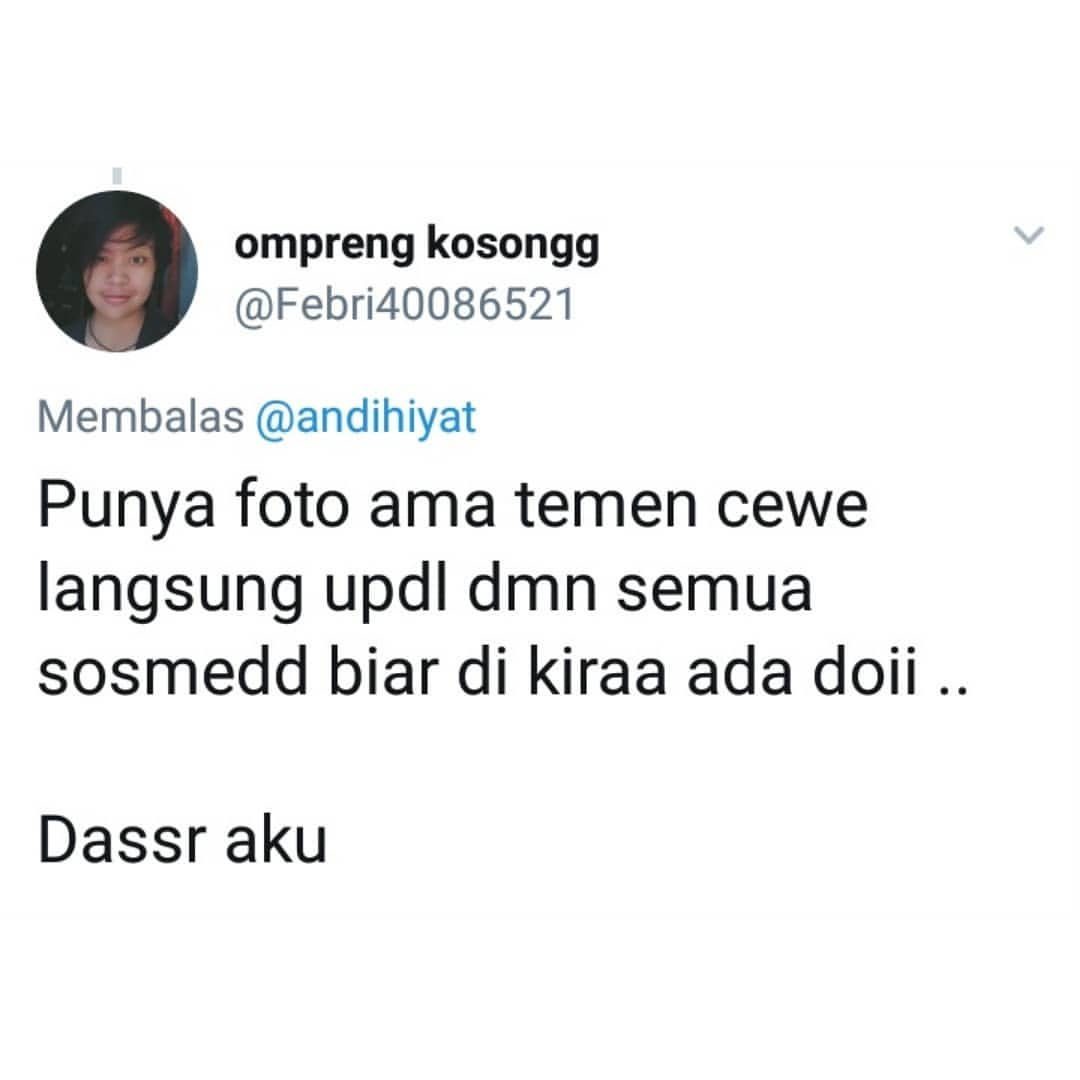 ompreng kosongg
@Febri40086521
Membalas @andihiyat
Punya foto ama temen cewe
langsung updl dmn semua
sosmedd biar di kiraa ada doii ..
Dassr aku